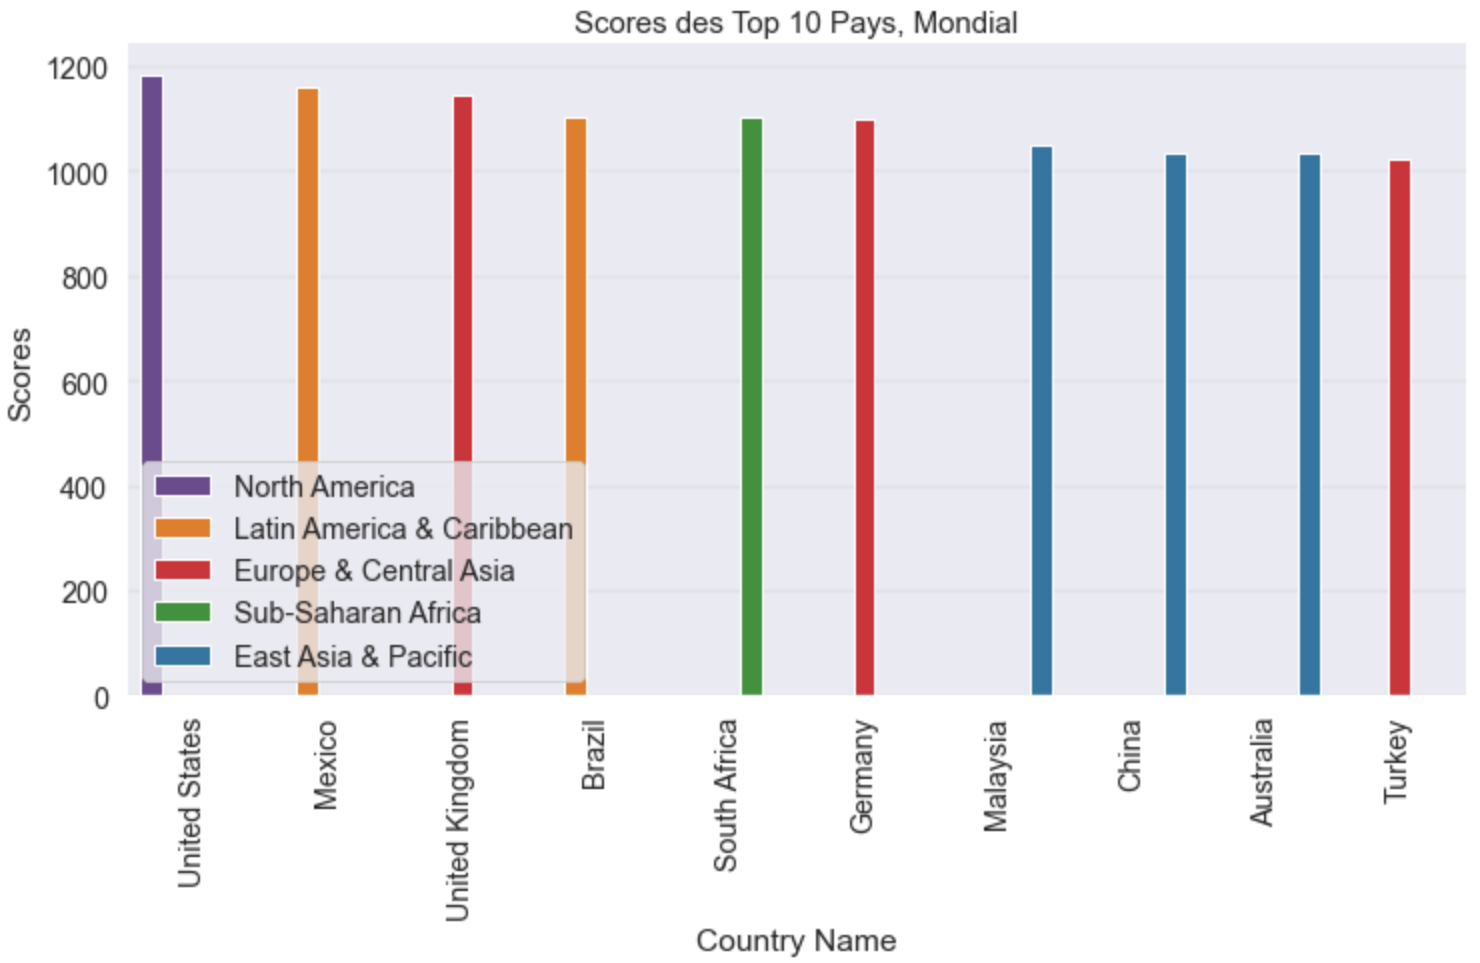 Scores des Top 10 Pays, Mondial
1200
1000
800
600
400
200
0
Scores
North America
Latin America & Caribbean
Europe & Central Asia
Sub-Saharan Africa
East Asia & Pacific
United States
Mexico
United Kingdom
Brazil
South Africa
Germany
Malaysia
China
Australia
Turkey
Country Name